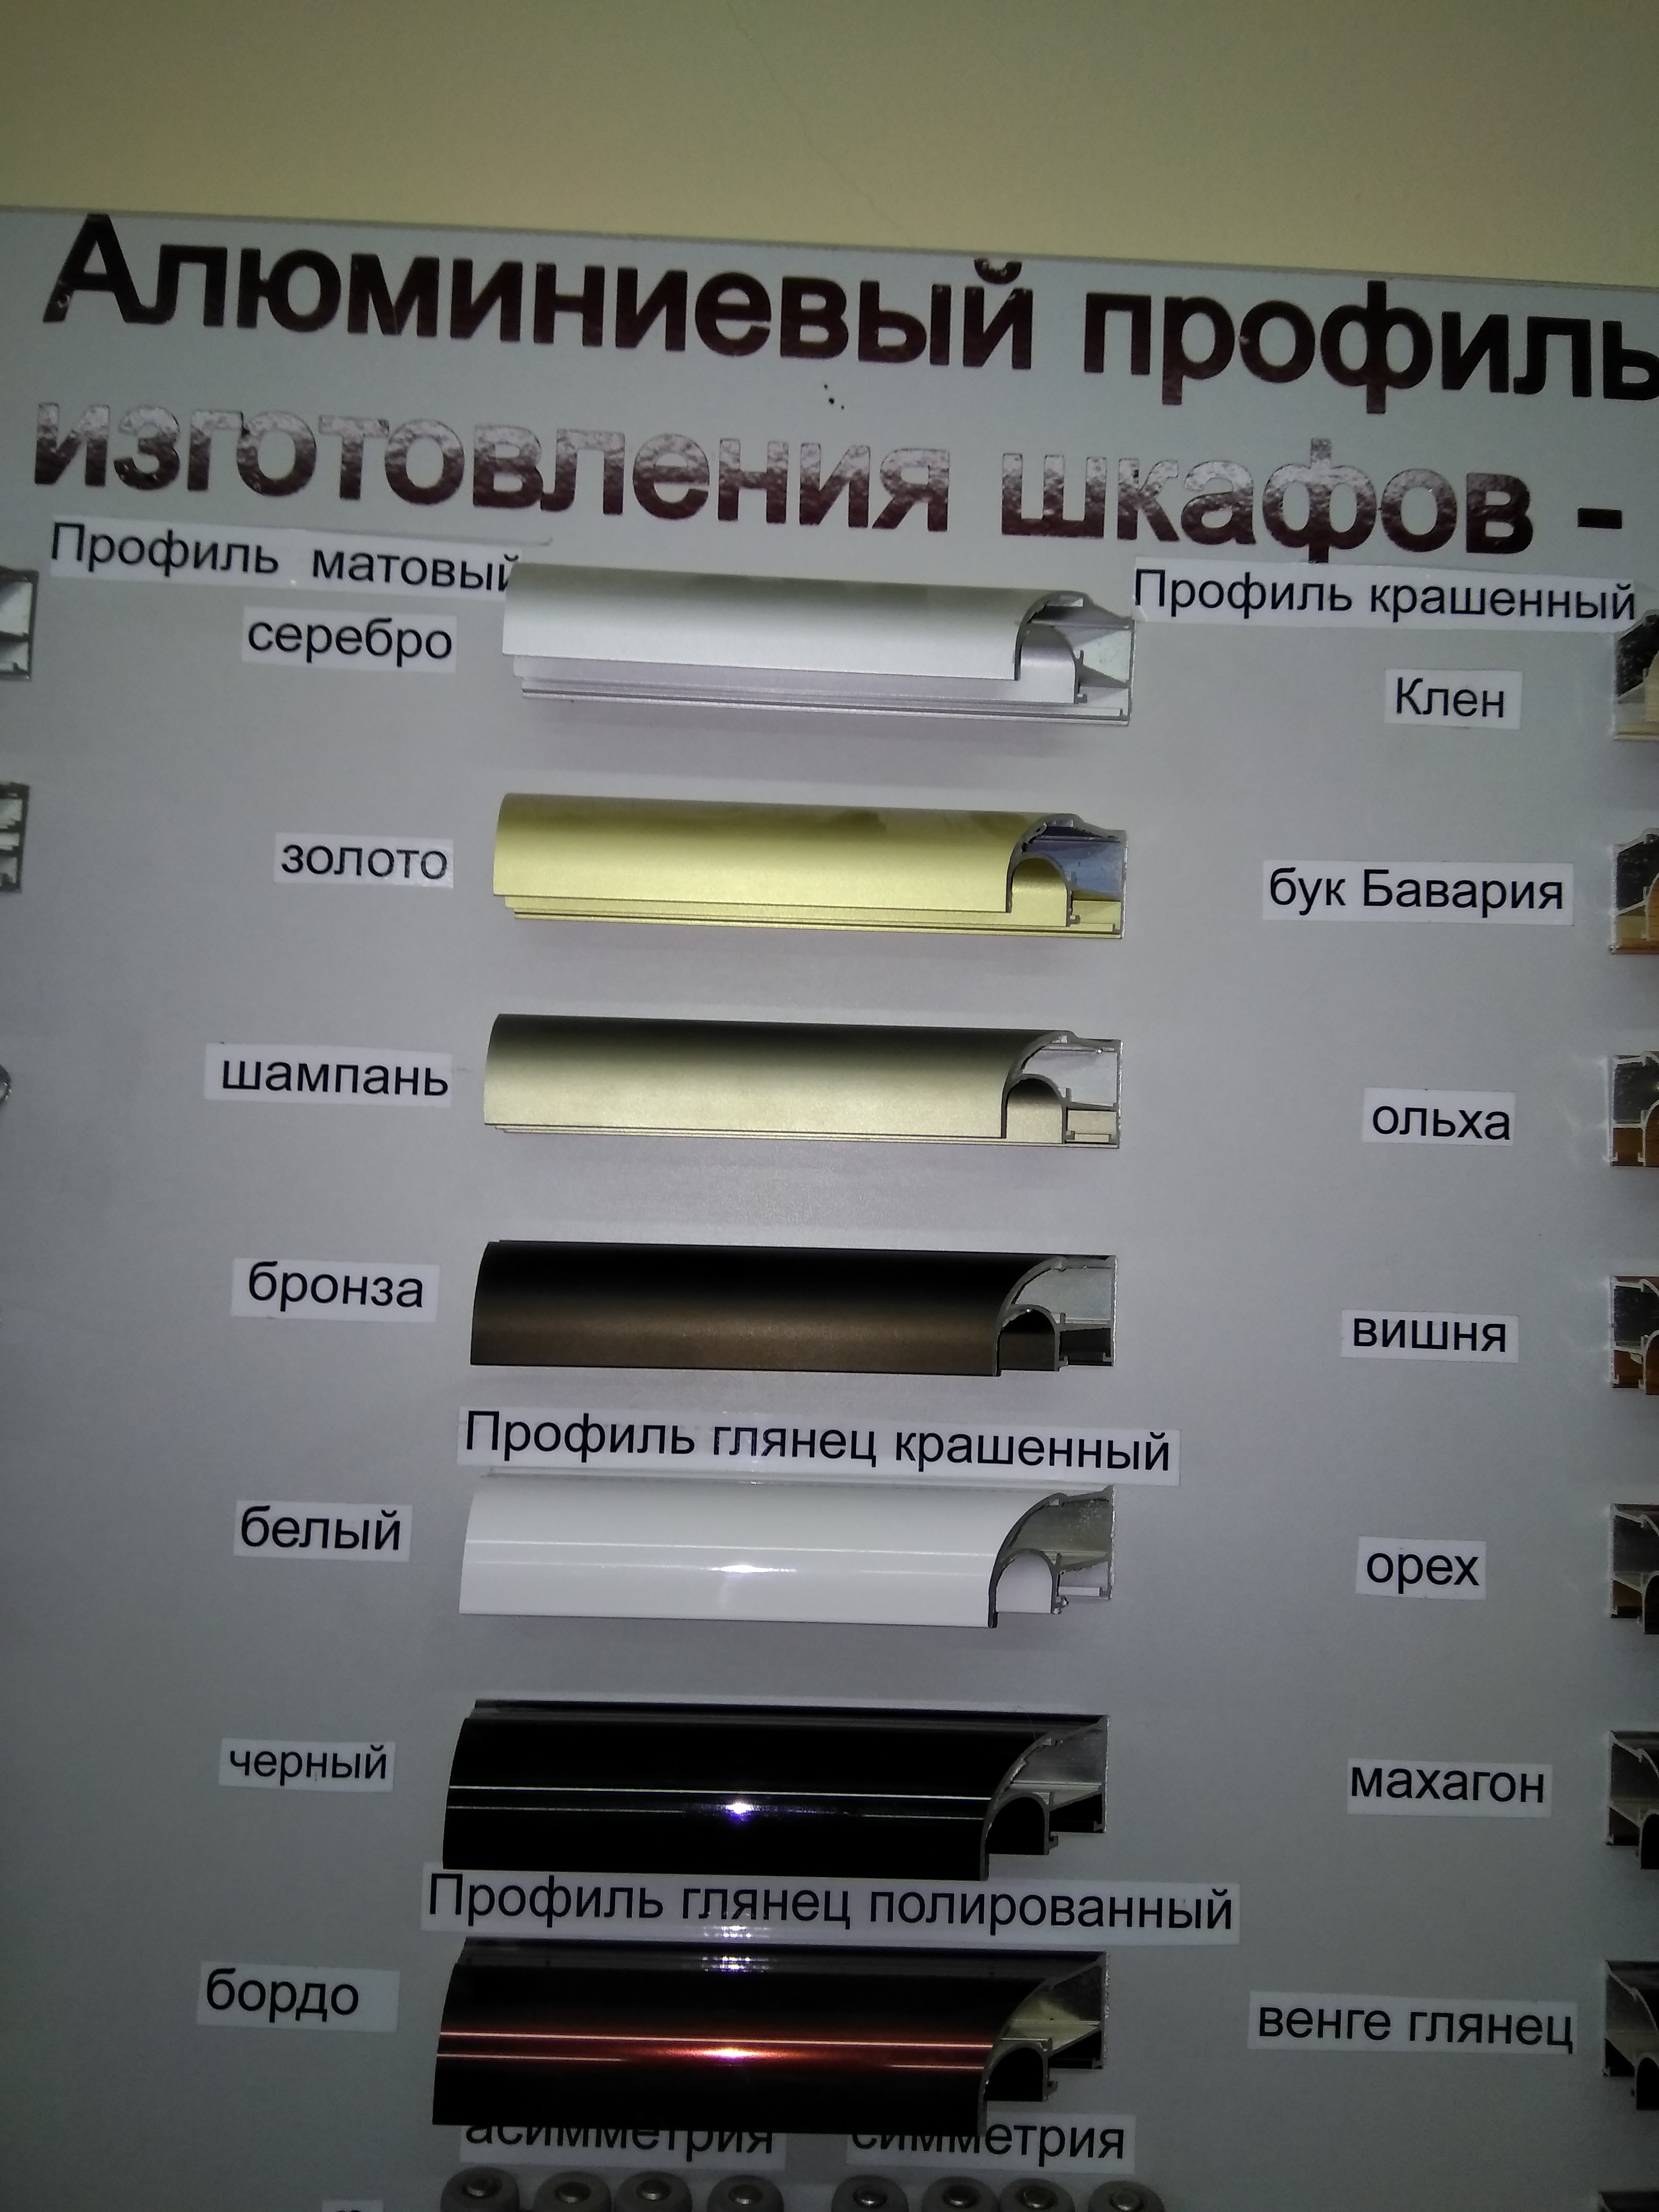 Алюминиевый профиль
изготовления шкафов -
Профиль матовый
серебро
золото
шампань
бронза
Профиль глянец крашенный
белый
черный
Профиль глянец полированный
бордо
асимметрия симметрия
Профиль крашенный
Клен
бук Бавария
ольха
вишня
орех
махагон
венге глянец